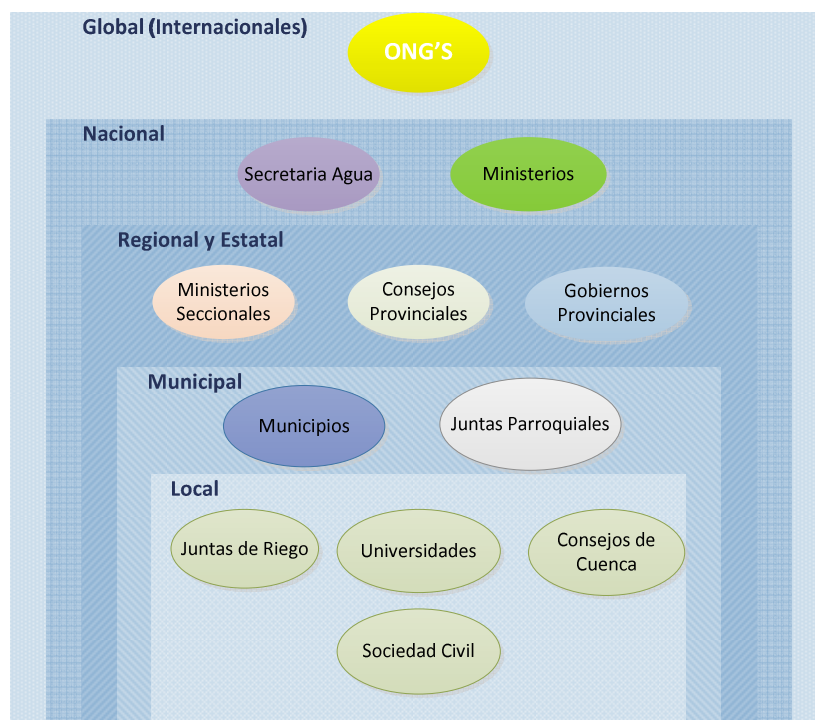 Global (Internacionales)
ONG'S
Nacional
Secretaria Agua
Ministerios
Regional y Estatal
Ministerios
Seccionales
Consejos
Provinciales
Gobiernos
Provinciales
Municipal
Municipios
Juntas Parroquiales
Local
Juntas de Riego
Universidades
Consejos de
Cuenca
Sociedad Civil